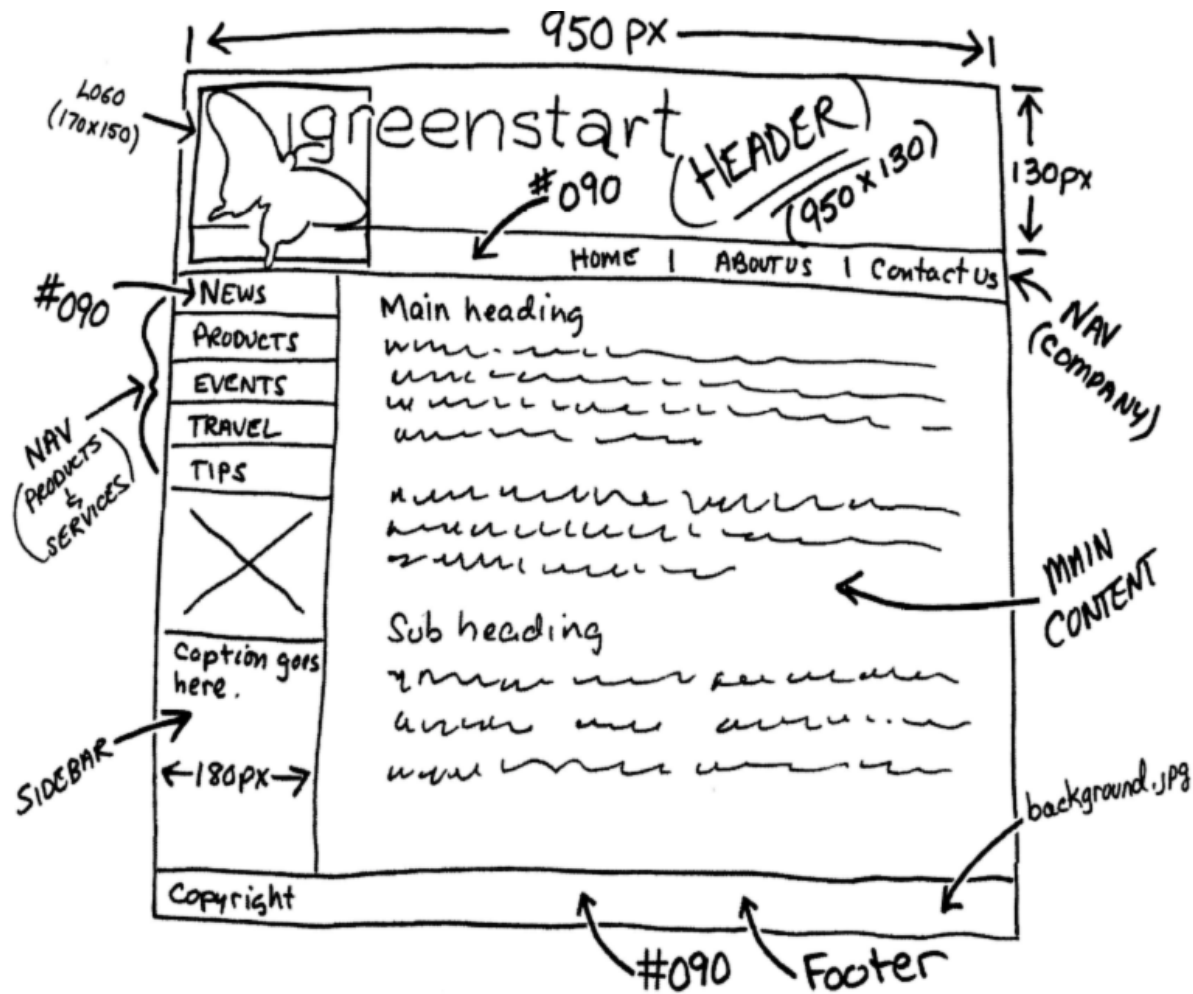 950 PX
LOGO
(170X150)
greenstart
(HEADER)
(950 X 130)
130px
#090
HOME | ABOUT US | Contact Us
#090
NEWS
PRODUCTS
EVENTS
TRAVEL
TIPS
NAV
(PRODUCTS
&
SERVICES)
NAV
(COMPANY)
Main heading
Sub heading
MAIN
CONTENT
Caption goes
here.
SIDEBAR
180PX
background.jpg
Copyright
#090
Footer